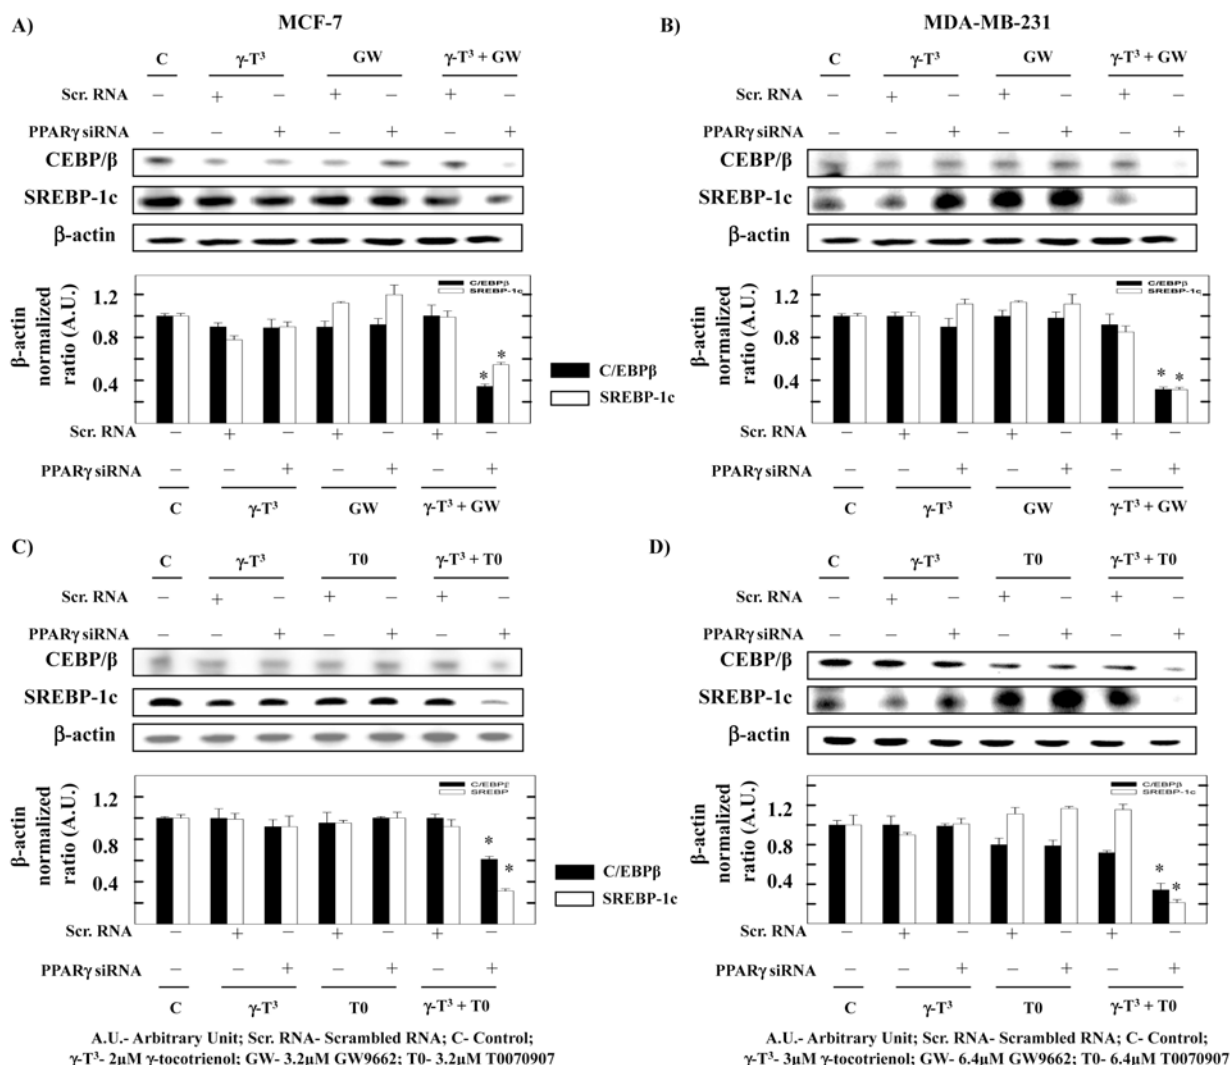 A)
MCF-7
C γ-T³ GW γ-T³ + GW
Scr. RNA – + – + – + –
PPARγ siRNA – – + – + – +
CEBP/β
SREBP-1c
β-actin
β-actin
normalized
ratio (A.U.)
1.2
0.8
0.4
C/EBPβ
SREBP-1c
* *
C/EBPβ
SREBP-1c
Scr. RNA – + – + – + –
PPARγ siRNA – – + – + – +
C γ-T³ GW γ-T³ + GW
B)
MDA-MB-231
C γ-T³ GW γ-T³ + GW
Scr. RNA – + – + – + –
PPARγ siRNA – – + – + – +
CEBP/β
SREBP-1c
β-actin
β-actin
normalized
ratio (A.U.)
1.2
0.8
0.4
C/EBPβ
SREBP-1c
* *
Scr. RNA – + – + – + –
PPARγ siRNA – – + – + – +
C γ-T³ GW γ-T³ + GW
C)
C γ-T³ T0 γ-T³ + T0
Scr. RNA – + – + – + –
PPARγ siRNA – – + – + – +
CEBP/β
SREBP-1c
β-actin
β-actin
normalized
ratio (A.U.)
1.2
0.8
0.4
C/EBPβ
SREBP
* *
C/EBPβ
SREBP-1c
Scr. RNA – + – + – + –
PPARγ siRNA – – + – + – +
C γ-T³ T0 γ-T³ + T0
A.U.- Arbitrary Unit; Scr. RNA- Scrambled RNA; C- Control;
γ-T³- 2μM γ-tocotrienol; GW- 3.2μM GW9662; T0- 3.2μM T0070907
D)
C γ-T³ T0 γ-T³ + T0
Scr. RNA – + – + – + –
PPARγ siRNA – – + – + – +
CEBP/β
SREBP-1c
β-actin
β-actin
normalized
ratio (A.U.)
1.2
0.8
0.4
C/EBPβ
SREBP-1c
* *
Scr. RNA – + – + – + –
PPARγ siRNA – – + – + – +
C γ-T³ T0 γ-T³ + T0
A.U.- Arbitrary Unit; Scr. RNA- Scrambled RNA; C- Control;
γ-T³- 3μM γ-tocotrienol; GW- 6.4μM GW9662; T0- 6.4μM T0070907